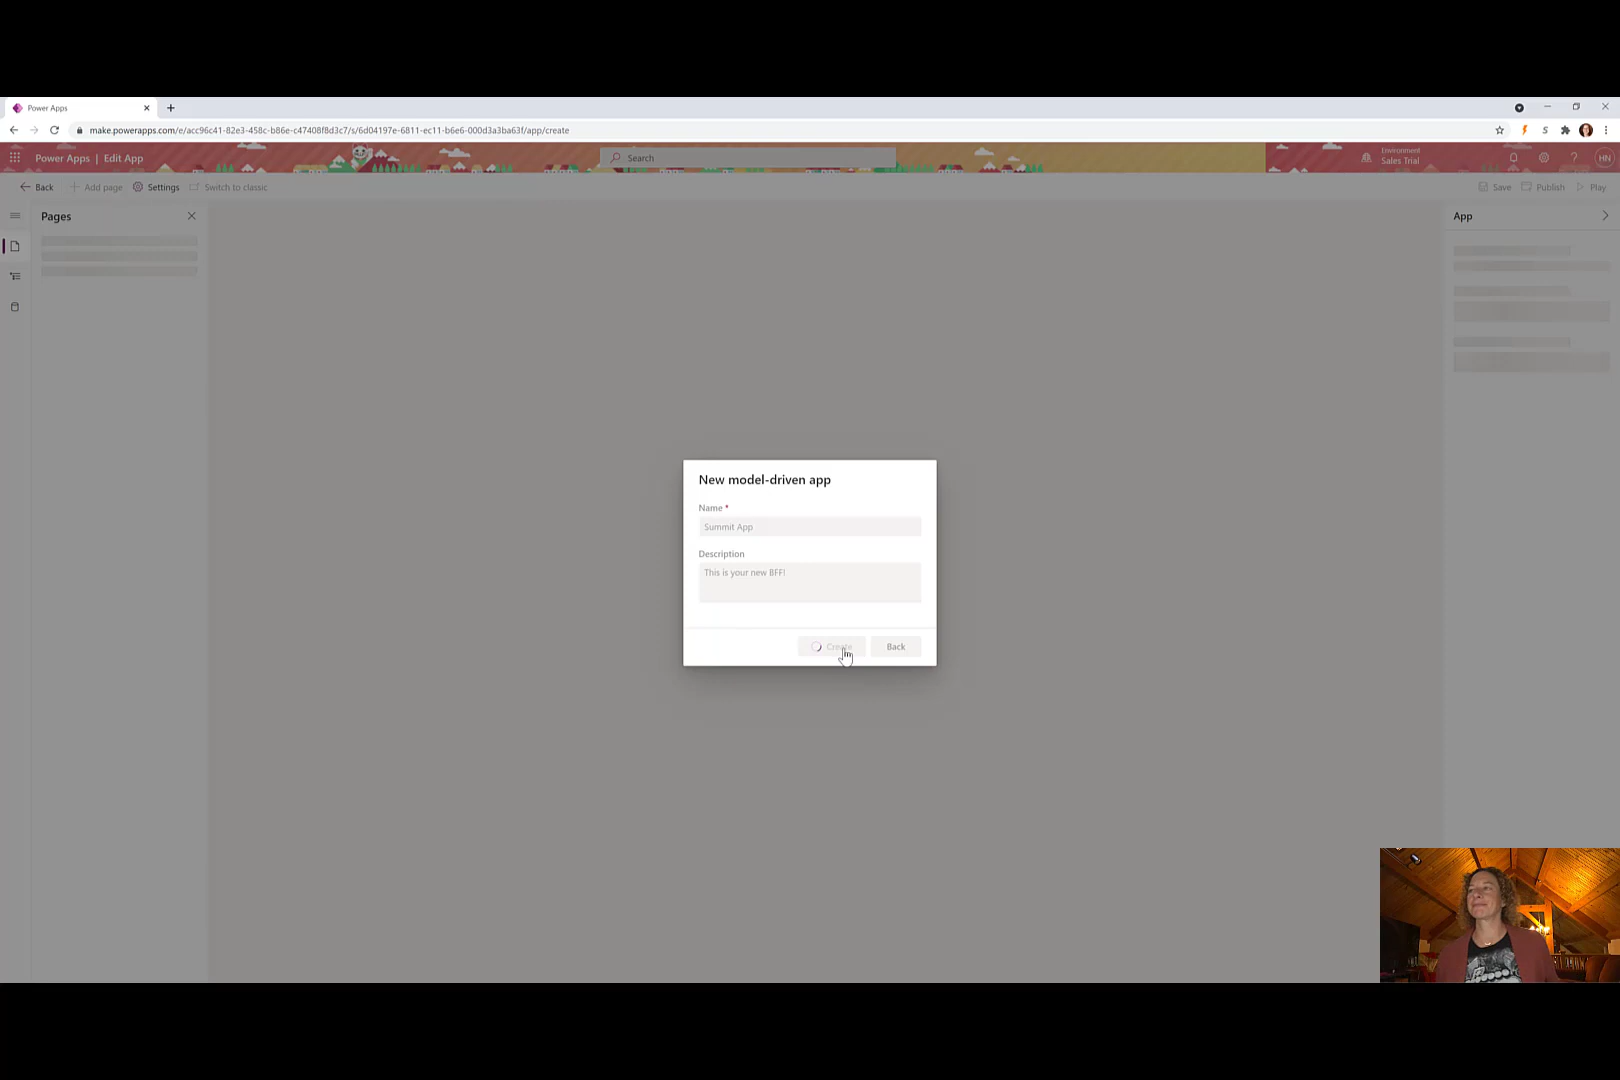 Power Apps
make.powerapps.com/e/acc96c41-82e3-458c-b86e-c47408f8d3c7/s/6d04197e-6811-ec11-b6e6-000d3a3ba63f/app/create
Power Apps | Edit App
Search
Environment
Sales Trial
HN
Back
Add page
Settings
Switch to classic
Save
Publish
Play
Pages
App
New model-driven app
Name *
Summit App
Description
This is your new BFF!
Create
Back